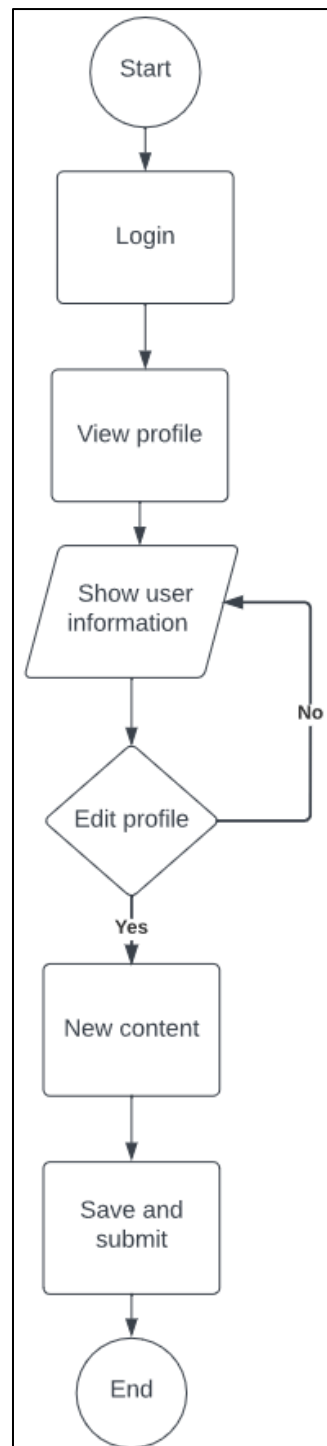 Start
Login
View profile
Show user
information
No
Edit profile
Yes
New content
Save and
submit
End